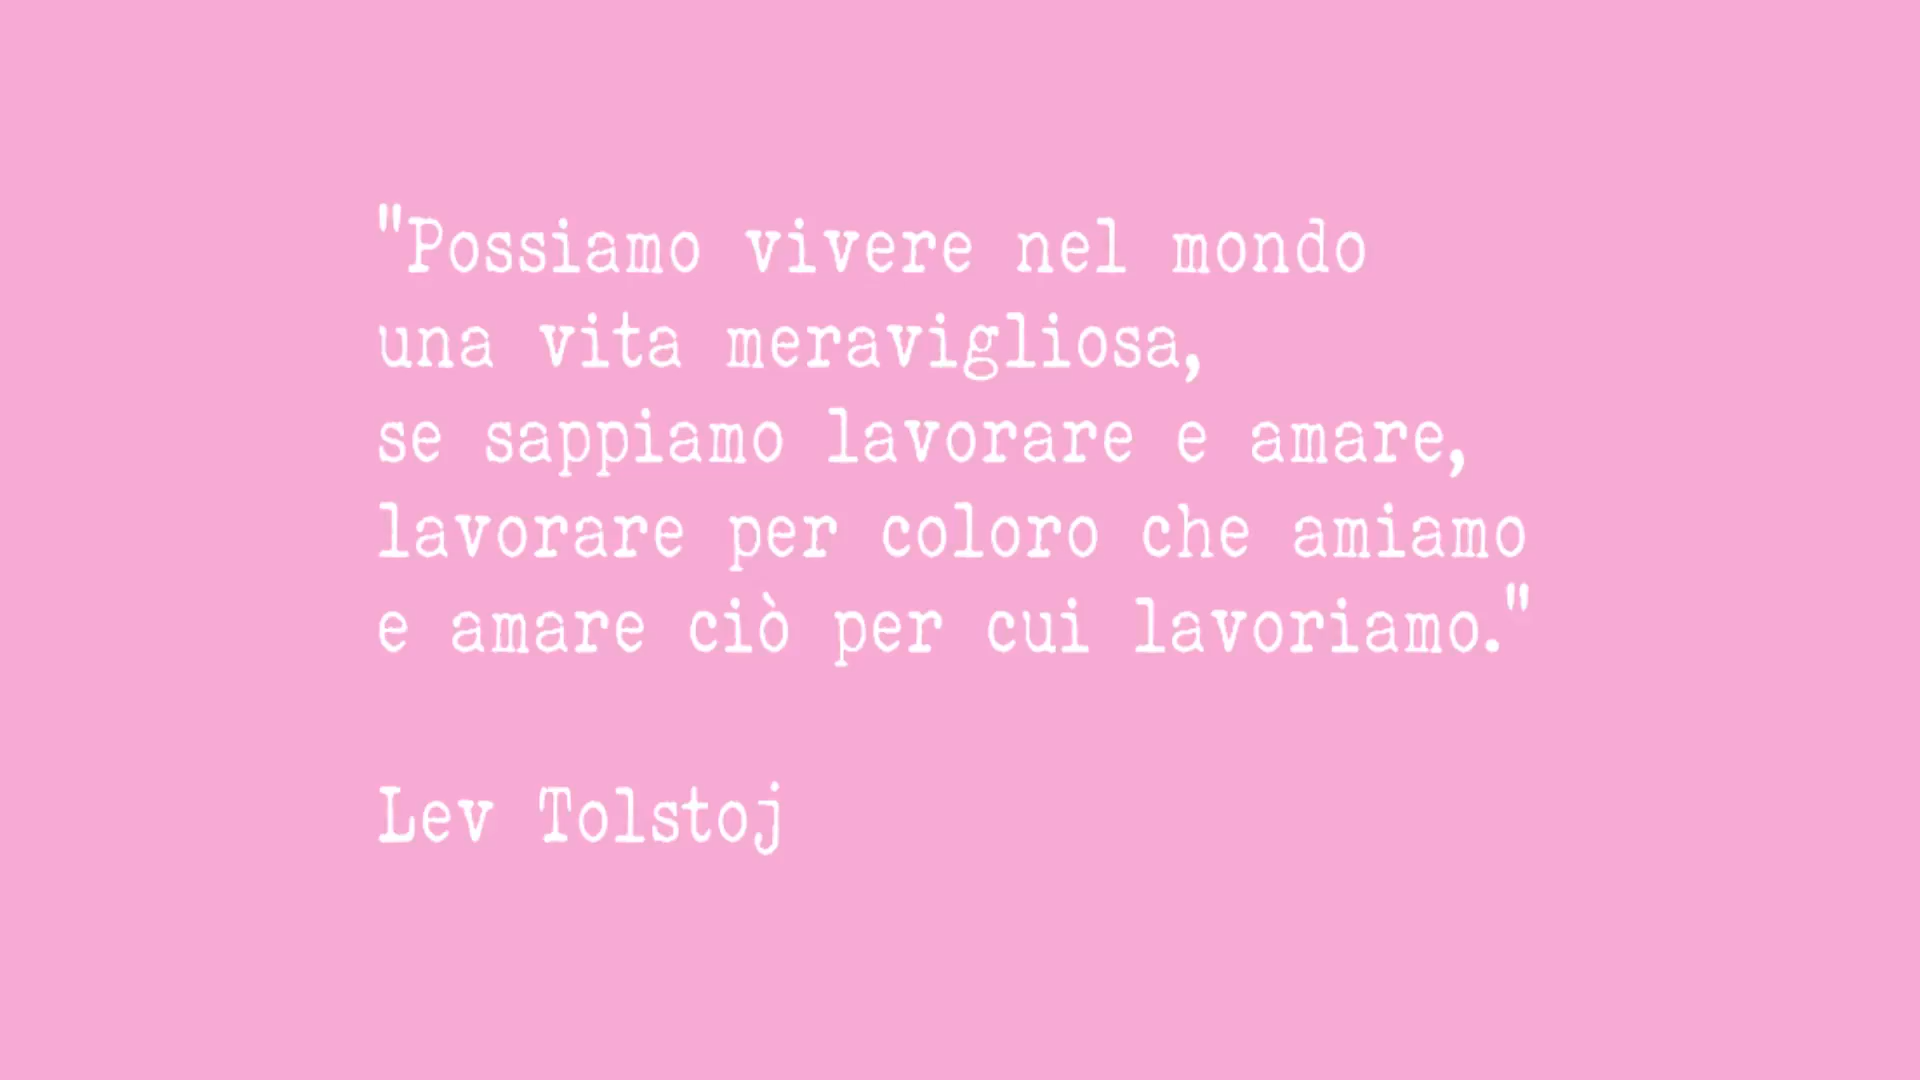 "Possiamo vivere nel mondo
una vita meravigliosa,
se sappiamo lavorare e amare,
lavorare per coloro che amiamo
e amare ciò per cui lavoriamo."
Lev Tolstoj